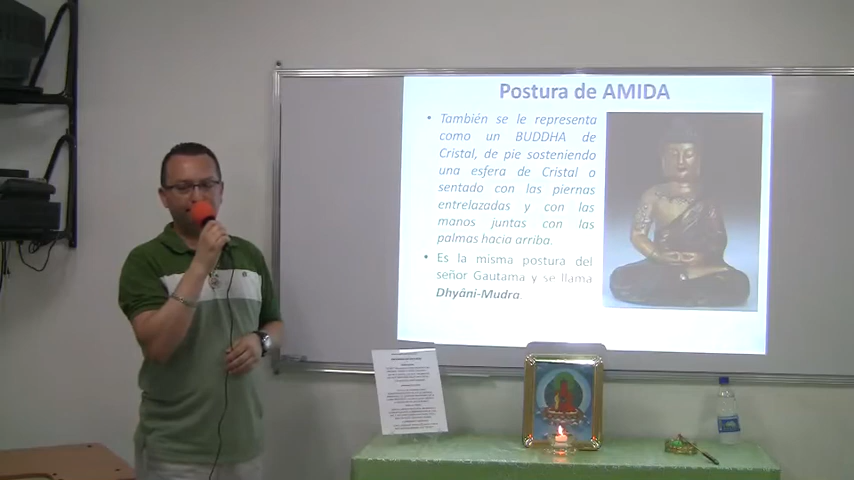 Postura de AMIDA
• También se le representa
como un BUDDHA de
Cristal, de pie sosteniendo
una esfera de Cristal o
sentado con las piernas
entrelazadas y con las
manos juntas con las
palmas hacia arriba.
• Es la misma postura del
señor Gautama y se llama
Dhyâni-Mudra.